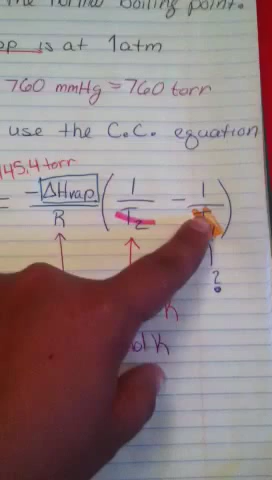 the normal boiling point.
is at 1atm
760 mmHg = 760 torr
use the C.C. equation
145.4 torr
= -ΔHvap. / R ( 1 / T2 - 1 / T )
?
K
K